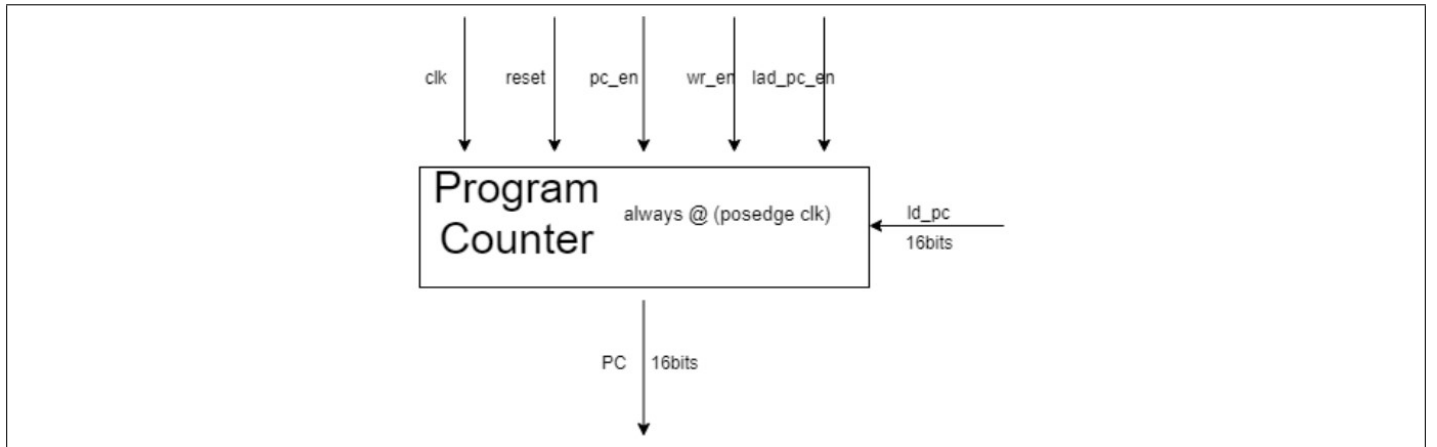 clk
reset
pc_en
wr_en
lad_pc_en
Program
Counter
always @ (posedge clk)
ld_pc
16bits
PC
16bits